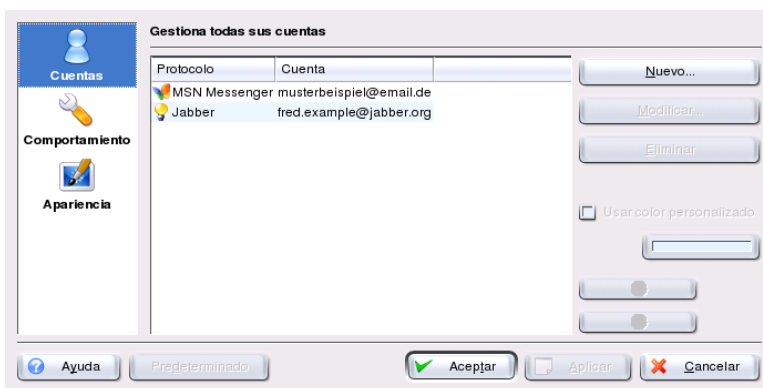 Gestiona todas sus cuentas
Cuentas
Comportamiento
Apariencia
Protocolo Cuenta
MSN Messenger musterbeispiel@email.de
Jabber fred.example@jabber.org
Nuevo...
Modificar...
Eliminar
Usar color personalizado
Ayuda Predeterminado Aceptar Aplicar Cancelar